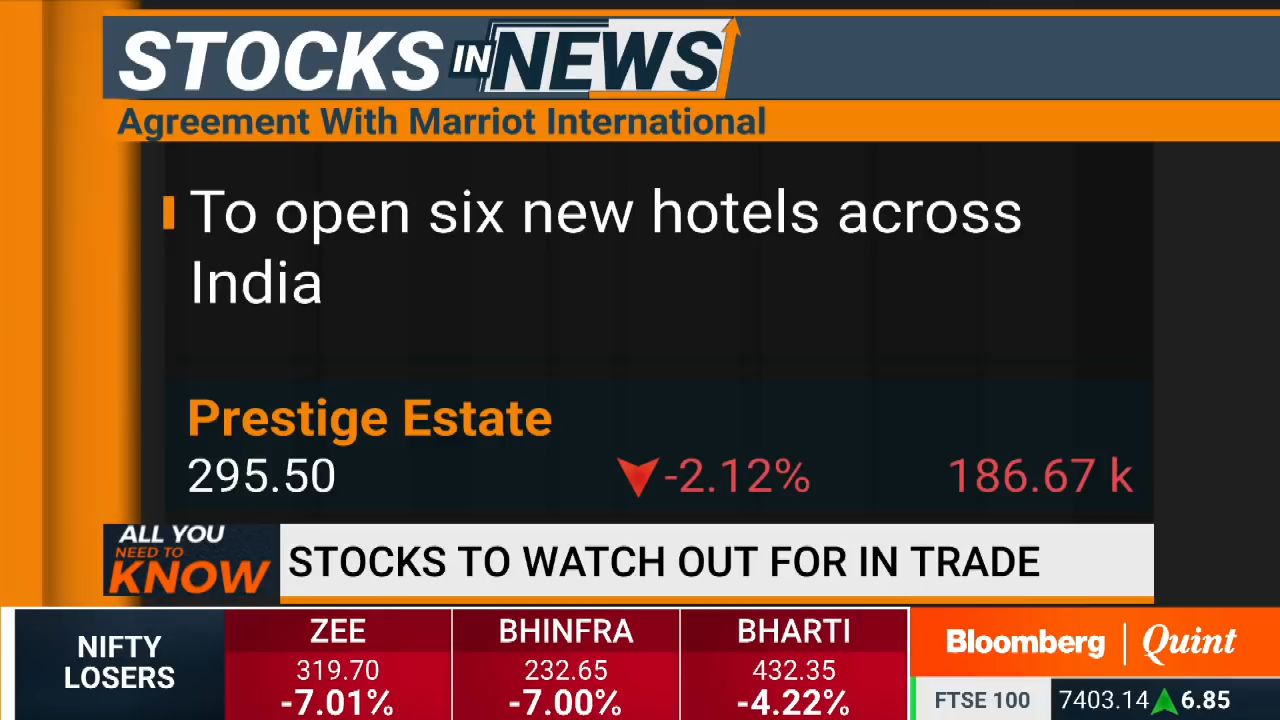 STOCKS IN NEWS
Agreement With Marriot International
To open six new hotels across
India
Prestige Estate
295.50 -2.12% 186.67 k
ALL YOU
NEED TO
KNOW
STOCKS TO WATCH OUT FOR IN TRADE
NIFTY
LOSERS
ZEE
319.70
-7.01%
BHINFRA
232.65
-7.00%
BHARTI
432.35
-4.22%
Bloomberg | Quint
FTSE 100 7403.14 6.85